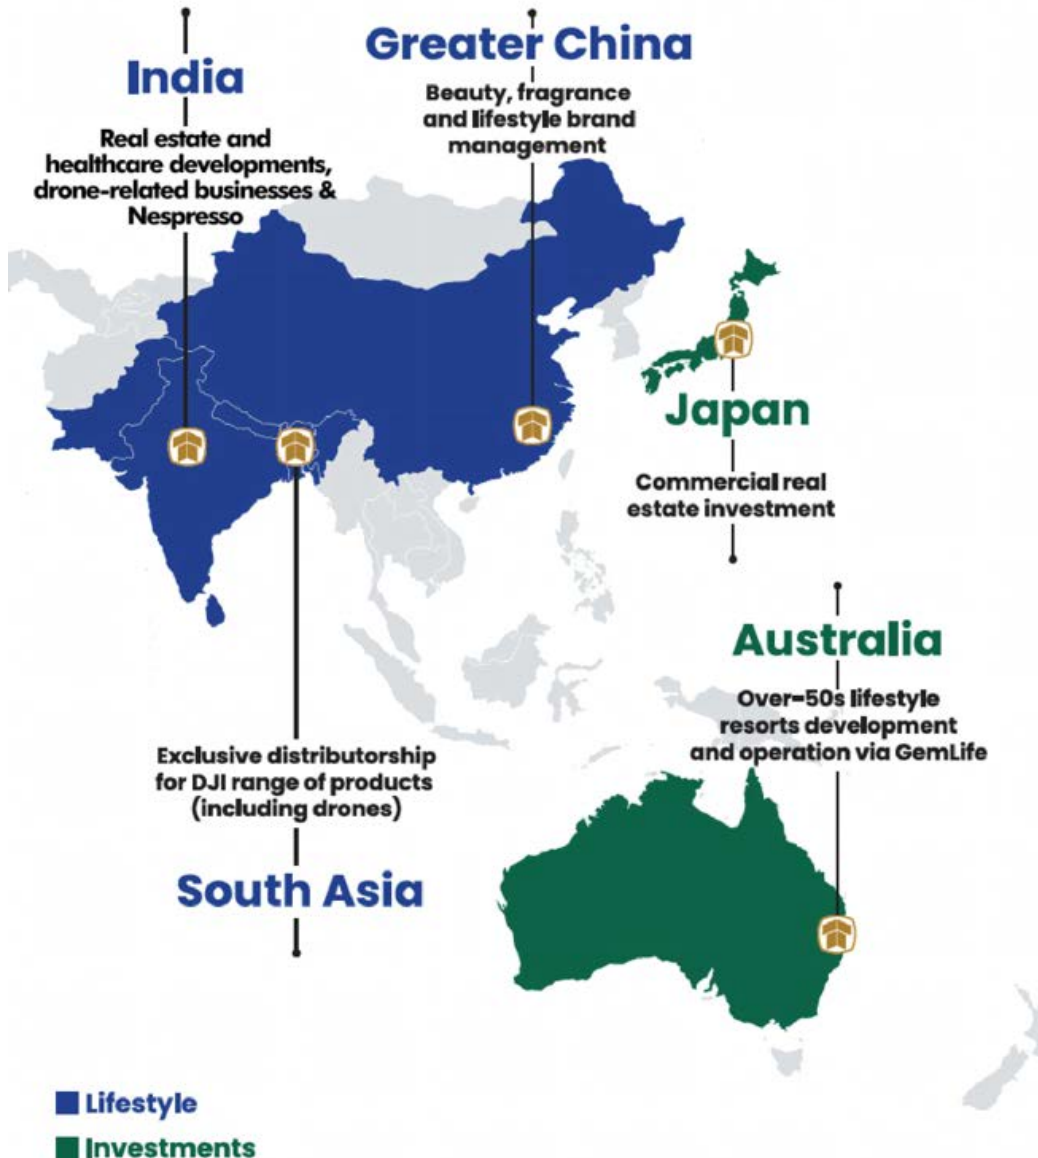 India
Real estate and
healthcare developments,
drone-related businesses &
Nespresso
Greater China
Beauty, fragrance
and lifestyle brand
management
Japan
Commercial real
estate investment
Australia
Over-50s lifestyle
resorts development
and operation via GemLife
Exclusive distributorship
for DJI range of products
(including drones)
South Asia
Lifestyle
Investments